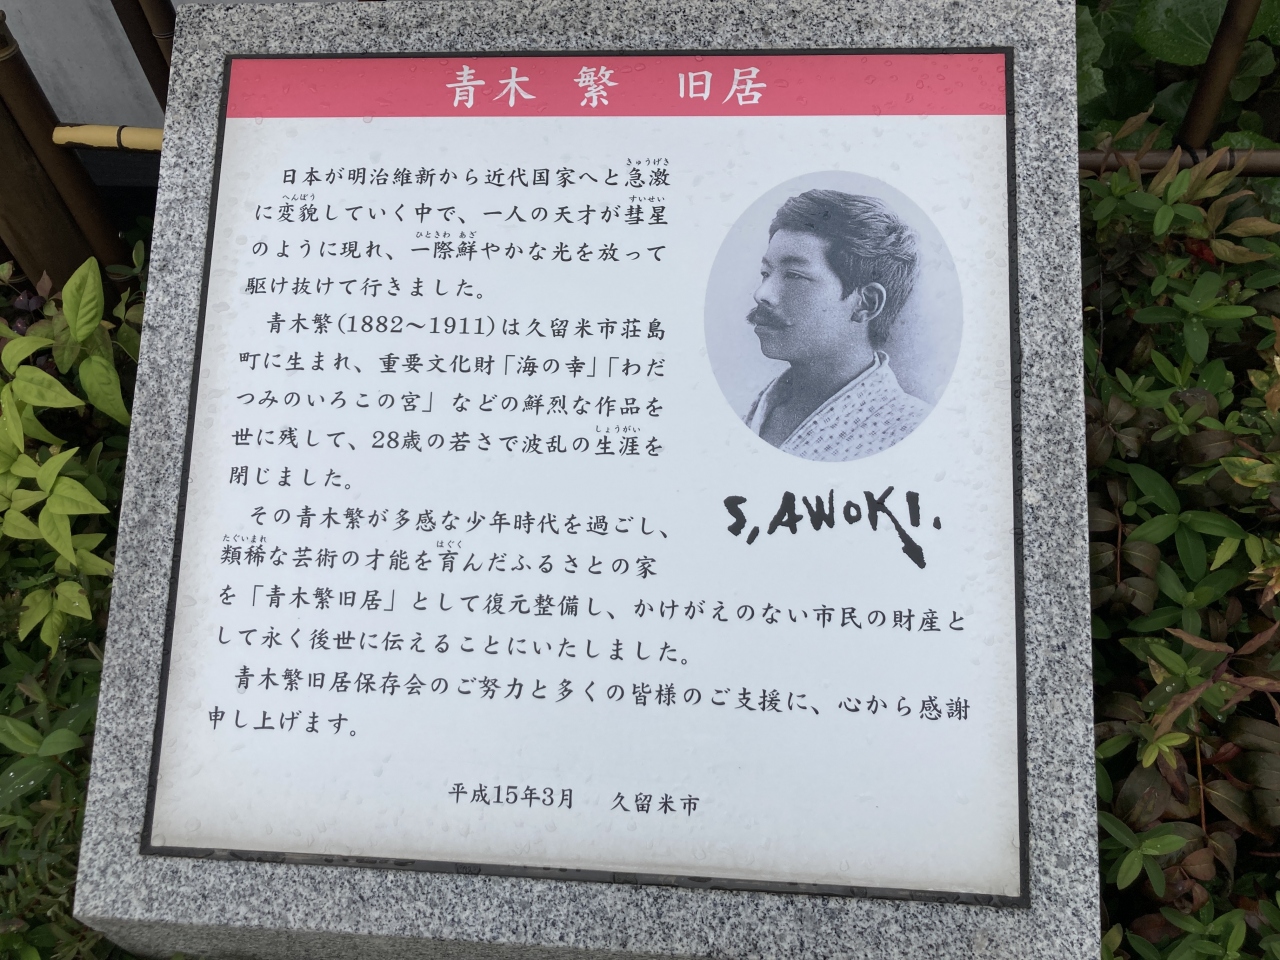 青木 繁 旧居
日本が明治維新から近代国家へと急激
きゅうげき
に変貌していく中で、一人の天才が彗星
へんぼう すいせい
のように現れ、一際鮮やかな光を放って
ひときわ あざ
駆け抜けて行きました。
青木繁(1882〜1911)は久留米市荘島
町に生まれ、重要文化財「海の幸」「わだ
つみのいろこの宮」などの鮮烈な作品を
世に残して、28歳の若さで波乱の生涯を
しょうがい
閉じました。
その青木繁が多感な少年時代を過ごし、
類稀な芸術の才能を育んだふるさとの家
たぐいまれ はぐく
を「青木繁旧居」として復元整備し、かけがえのない市民の財産と
して永く後世に伝えることにいたしました。
青木繁旧居保存会のご努力と多くの皆様のご支援に、心から感謝
申し上げます。
平成15年3月 久留米市
S, AWOKI.